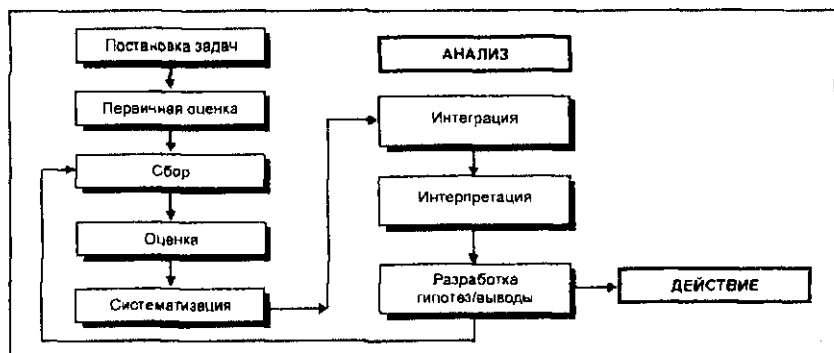 Постановка задач
Первичная оценка
Сбор
Оценка
Систематизация
АНАЛИЗ
Интеграция
Интерпретация
Разработка
гипотез/выводы
ДЕЙСТВИЕ